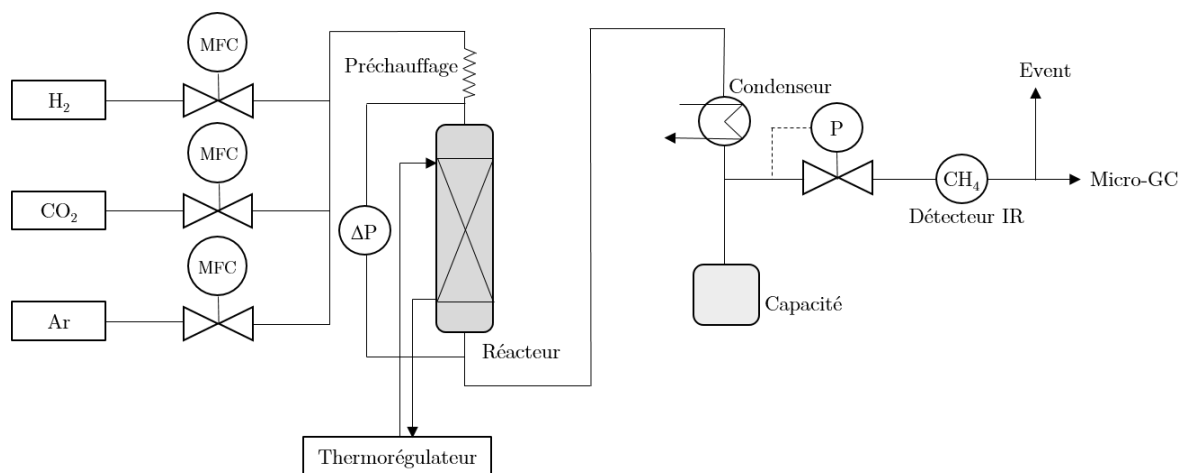 MFC
H₂
Préchauffage
MFC
CO₂
ΔP
MFC
Ar
Réacteur
Thermorégulateur
Condenseur
P
Event
CH₄
Micro-GC
Détecteur IR
Capacité